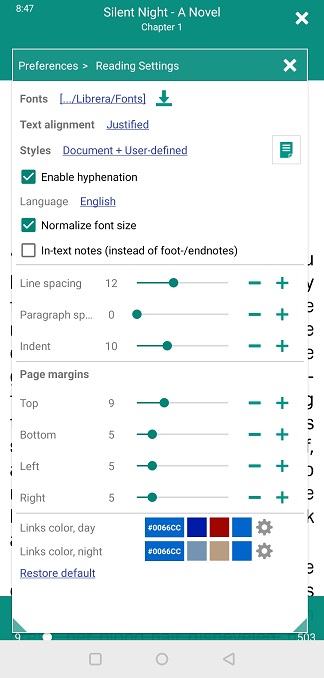 8:47
Silent Night - A Novel
Chapter 1
Preferences > Reading Settings
Fonts [.../Librera/Fonts]
Text alignment Justified
Styles Document + User-defined
Enable hyphenation
Language English
Normalize font size
In-text notes (instead of foot-/endnotes)
Line spacing 12
Paragraph sp... 0
Indent 10
Page margins
Top 9
Bottom 5
Left 5
Right 5
Links color, day #0066CC
Links color, night #0066CC
Restore default
9 503